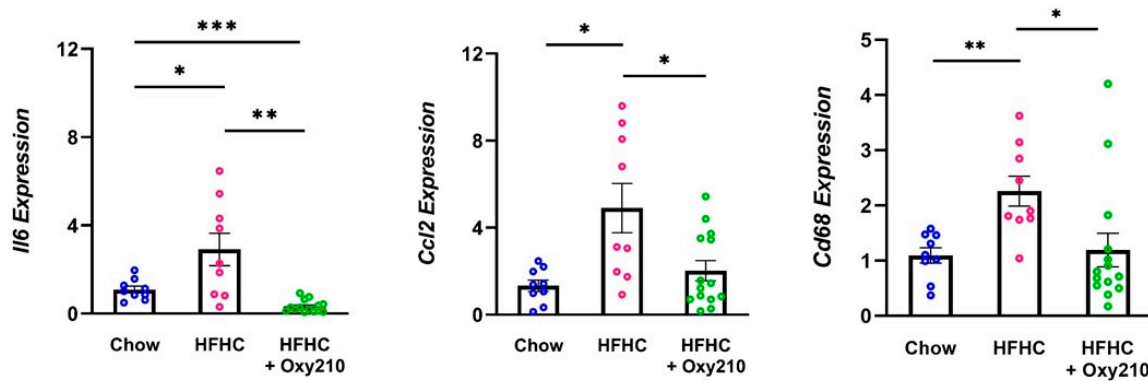 Il6 Expression
12
8
4
0
***
*
**
Chow
HFHC
HFHC
+ Oxy210
Ccl2 Expression
12
8
4
0
*
*
Chow
HFHC
HFHC
+ Oxy210
Cd68 Expression
5
4
3
2
1
0
**
*
Chow
HFHC
HFHC
+ Oxy210